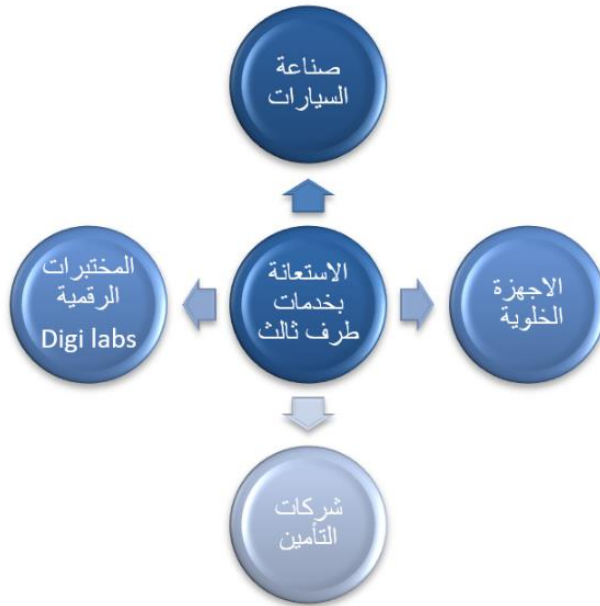 صناعة
السيارات
الاجهزة
الخلوية
الاستعانة
بخدمات
طرف ثالث
المختبرات
الرقمية
Digi labs
شركات
التأمين